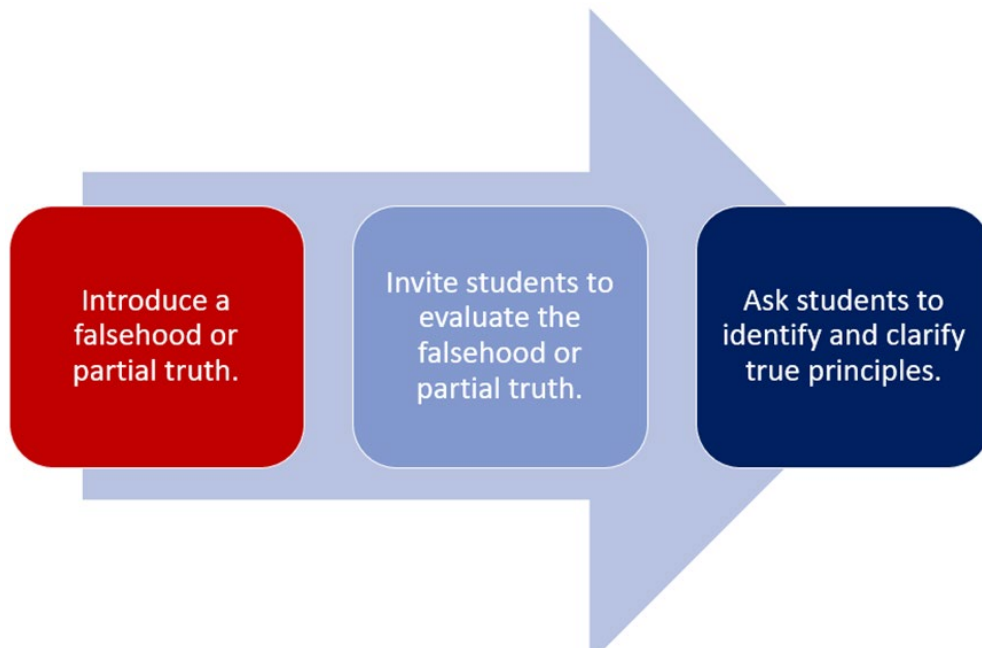 Introduce a
falsehood or
partial truth.
Invite students to
evaluate the
falsehood or
partial truth.
Ask students to
identify and clarify
true principles.